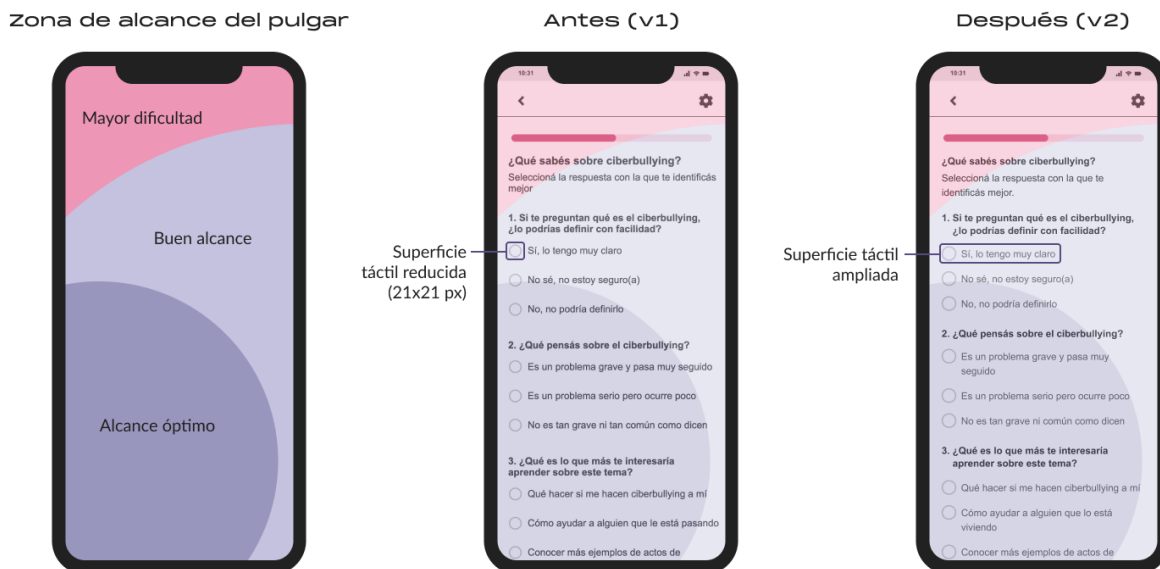 Zona de alcance del pulgar
Mayor dificultad
Buen alcance
Alcance óptimo
Antes (v1)
10:31
¿Qué sabés sobre ciberbullying?
Seleccioná la respuesta con la que te identificás
mejor
1. Si te preguntan qué es el ciberbullying,
¿lo podrías definir con facilidad?
Superficie
táctil reducida
(21x21 px)
Sí, lo tengo muy claro
No sé, no estoy seguro(a)
No, no podría definirlo
2. ¿Qué pensás sobre el ciberbullying?
Es un problema grave y pasa muy seguido
Es un problema serio pero ocurre poco
No es tan grave ni tan común como dicen
3. ¿Qué es lo que más te interesaría
aprender sobre este tema?
Qué hacer si me hacen ciberbullying a mí
Cómo ayudar a alguien que le está pasando
Conocer más ejemplos de actos de
Después (v2)
10:31
¿Qué sabés sobre ciberbullying?
Seleccioná la respuesta con la que te
identificás mejor.
1. Si te preguntan qué es el ciberbullying,
¿lo podrías definir con facilidad?
Superficie táctil
ampliada
Sí, lo tengo muy claro
No sé, no estoy seguro(a)
No, no podría definirlo
2. ¿Qué pensás sobre el ciberbullying?
Es un problema grave y pasa muy
seguido
Es un problema serio pero ocurre poco
No es tan grave ni tan común como dicen
3. ¿Qué es lo que más te interesaría
aprender sobre este tema?
Qué hacer si me hacen ciberbullying a mí
Cómo ayudar a alguien que lo está
viviendo
Conocer más ejemplos de actos de